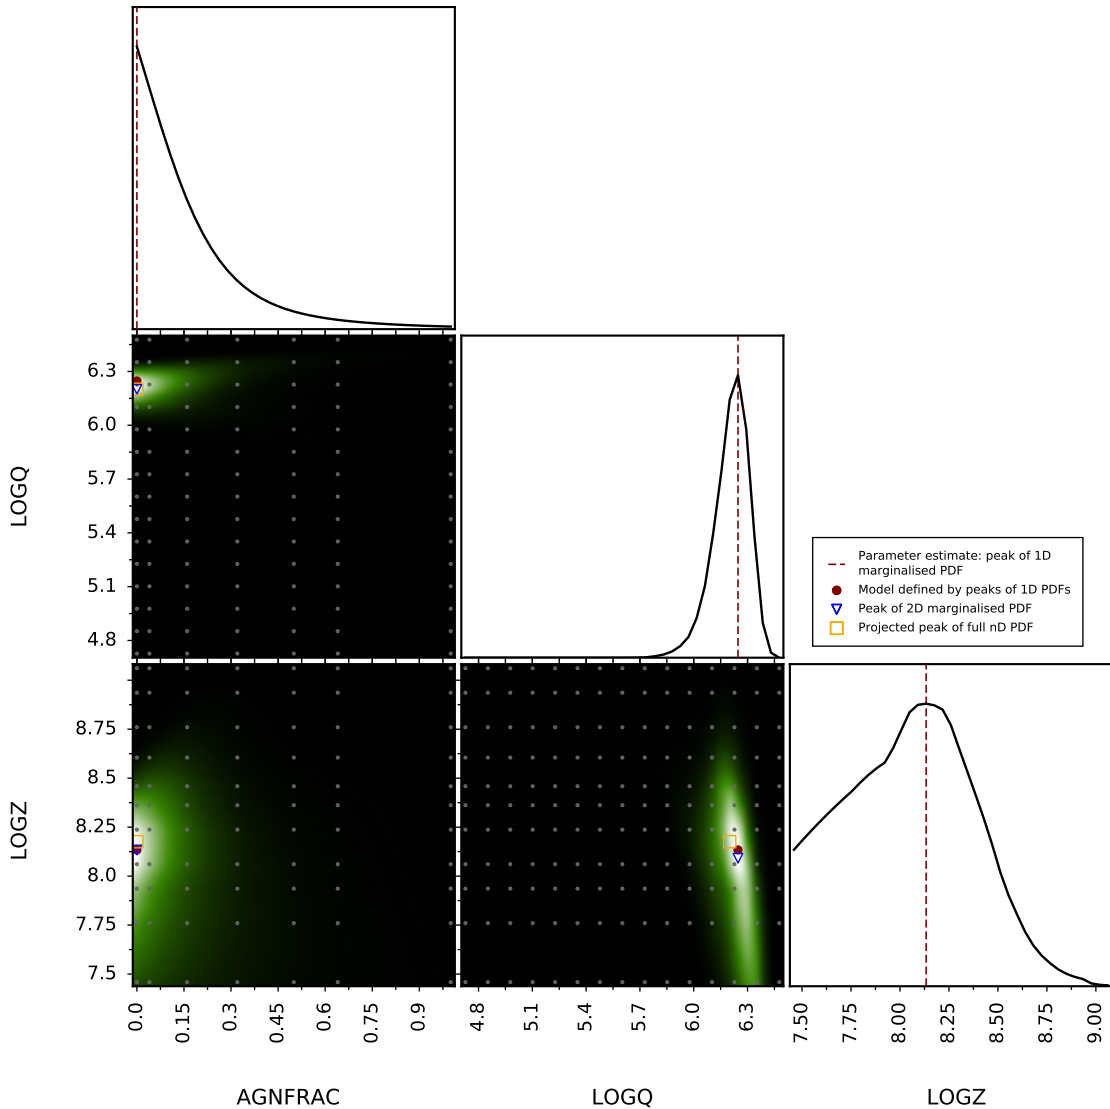 6.3
6.0
5.7
5.4
5.1
4.8
LOGQ
Parameter estimate: peak of 1D
marginalised PDF
Model defined by peaks of 1D PDFs
Peak of 2D marginalised PDF
Projected peak of full nD PDF
8.75
8.5
8.25
8.0
7.75
7.5
LOGZ
0.0 0.15 0.3 0.45 0.6 0.75 0.9
4.8 5.1 5.4 5.7 6.0 6.3
7.50 7.75 8.00 8.25 8.50 8.75 9.00
AGNFRAC LOGQ LOGZ